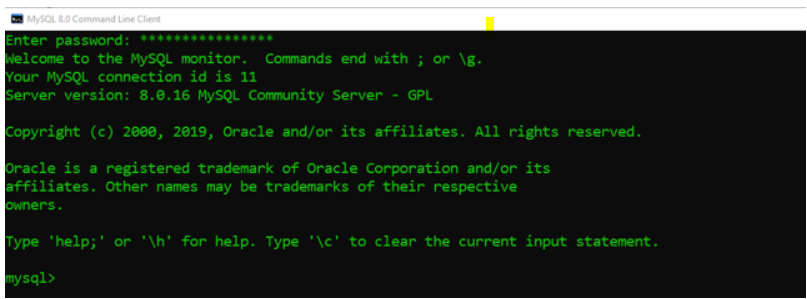 MySQL 8.0 Command Line Client
Enter password: ****************
Welcome to the MySQL monitor.  Commands end with ; or \g.
Your MySQL connection id is 11
Server version: 8.0.16 MySQL Community Server - GPL
Copyright (c) 2000, 2019, Oracle and/or its affiliates. All rights reserved.
Oracle is a registered trademark of Oracle Corporation and/or its
affiliates. Other names may be trademarks of their respective
owners.
Type 'help;' or '\h' for help. Type '\c' to clear the current input statement.
mysql>